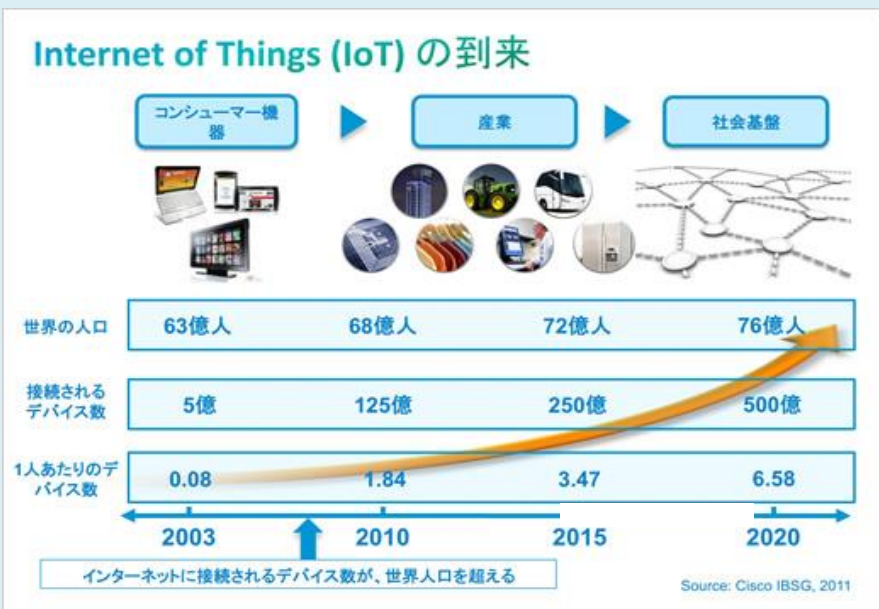 Internet of Things (IoT) の到来
コンシューマー機
器
産業
社会基盤
世界の人口 63億人 68億人 72億人 76億人
接続される
デバイス数
5億 125億 250億 500億
1人あたりのデ
バイス数
0.08 1.84 3.47 6.58
2003 2010 2015 2020
インターネットに接続されるデバイス数が、世界人口を超える
Source: Cisco IBSG, 2011